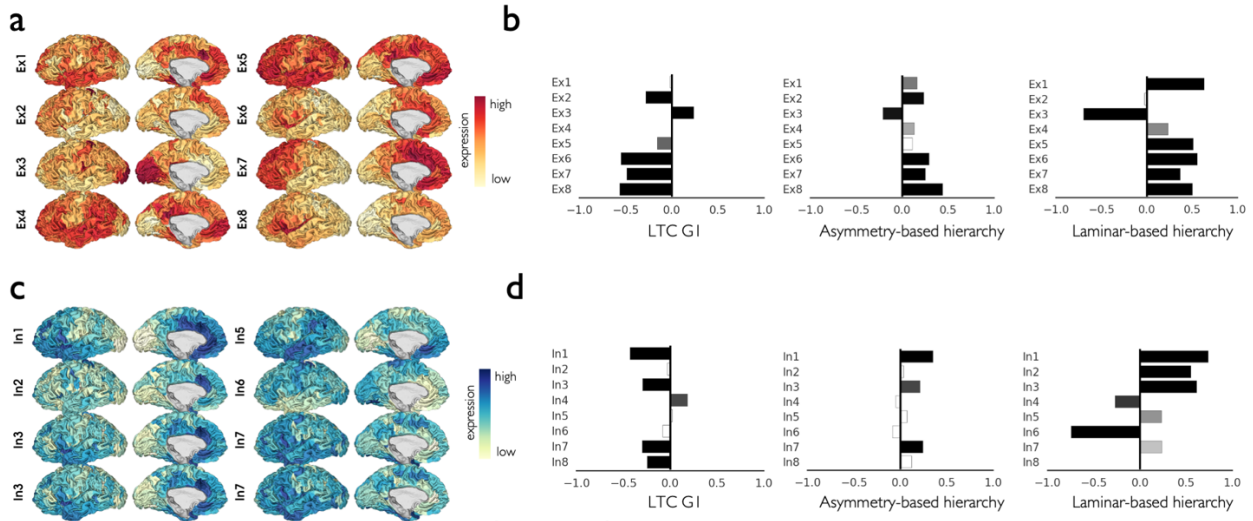 a
Ex1
Ex2
Ex3
Ex4
Ex5
Ex6
Ex7
Ex8
high
expression
low
b
Ex1
Ex2
Ex3
Ex4
Ex5
Ex6
Ex7
Ex8
−1.0 −0.5 0.0 0.5 1.0
LTC G1
Ex1
Ex2
Ex3
Ex4
Ex5
Ex6
Ex7
Ex8
−1.0 −0.5 0.0 0.5 1.0
Asymmetry-based hierarchy
Ex1
Ex2
Ex3
Ex4
Ex5
Ex6
Ex7
Ex8
−1.0 −0.5 0.0 0.5 1.0
Laminar-based hierarchy
c
In1
In2
In3
In3
In5
In6
In7
In7
high
expression
low
d
In1
In2
In3
In4
In5
In6
In7
In8
−1.0 −0.5 0.0 0.5 1.0
LTC G1
In1
In2
In3
In4
In5
In6
In7
In8
−1.0 −0.5 0.0 0.5 1.0
Asymmetry-based hierarchy
In1
In2
In3
In4
In5
In6
In7
In8
−1.0 −0.5 0.0 0.5 1.0
Laminar-based hierarchy